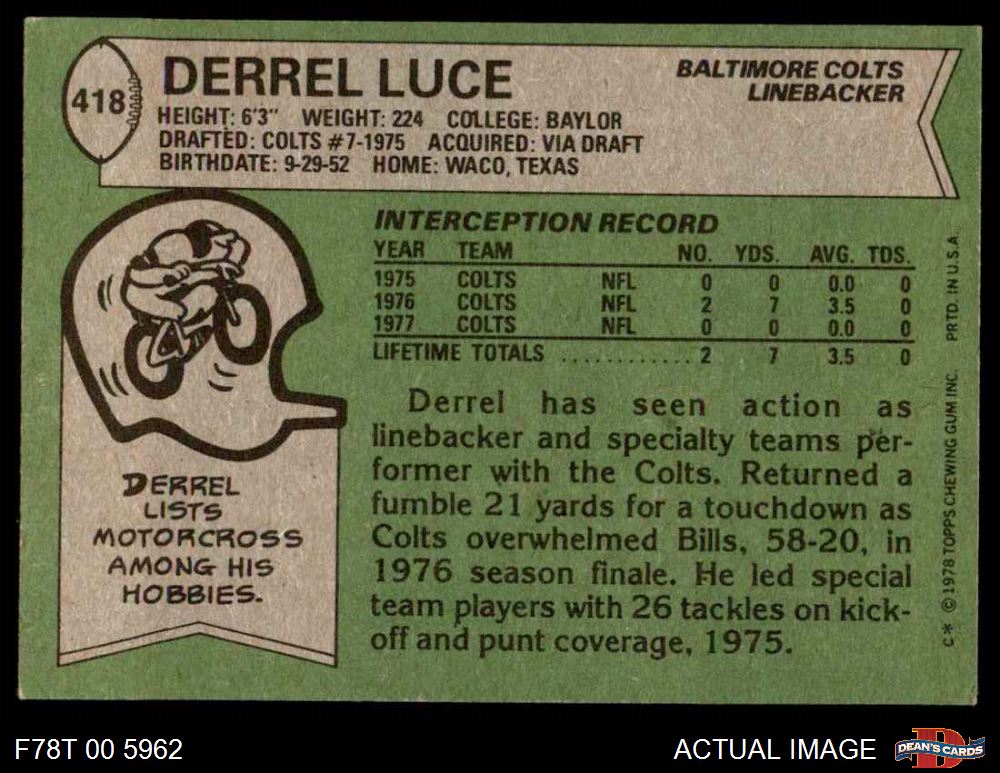 418
DERREL LUCE
BALTIMORE COLTS
LINEBACKER
HEIGHT: 6'3" WEIGHT: 224 COLLEGE: BAYLOR
DRAFTED: COLTS #7-1975 ACQUIRED: VIA DRAFT
BIRTHDATE: 9-29-52 HOME: WACO, TEXAS
INTERCEPTION RECORD
YEAR TEAM NO. YDS. AVG. TDS.
1975 COLTS NFL 0 0 0.0 0
1976 COLTS NFL 2 7 3.5 0
1977 COLTS NFL 0 0 0.0 0
LIFETIME TOTALS ............ 2 7 3.5 0
Derrel has seen action as
linebacker and specialty teams per-
former with the Colts. Returned a
fumble 21 yards for a touchdown as
Colts overwhelmed Bills, 58-20, in
1976 season finale. He led special
team players with 26 tackles on kick-
off and punt coverage, 1975.
DERREL
LISTS
MOTORCROSS
AMONG HIS
HOBBIES.
C* © 1978 TOPPS CHEWING GUM INC. PRTD. IN U.S.A.
F78T 00 5962
ACTUAL IMAGE
D
DEAN'S CARDS